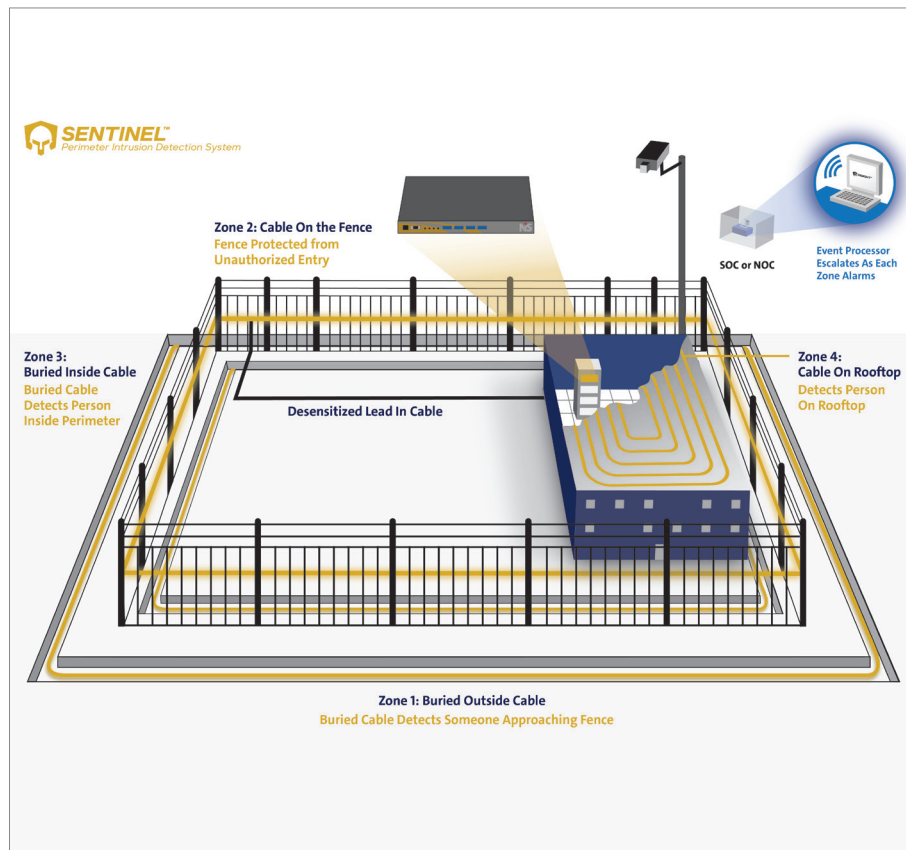 SENTINEL™
Perimeter Intrusion Detection System
Zone 2: Cable On the Fence
Fence Protected from
Unauthorized Entry
NIS
SOC or NOC
Event Processor
Escalates As Each
Zone Alarms
Zone 3:
Buried Inside Cable
Buried Cable
Detects Person
Inside Perimeter
Desensitized Lead In Cable
Zone 4:
Cable On Rooftop
Detects Person
On Rooftop
Zone 1: Buried Outside Cable
Buried Cable Detects Someone Approaching Fence